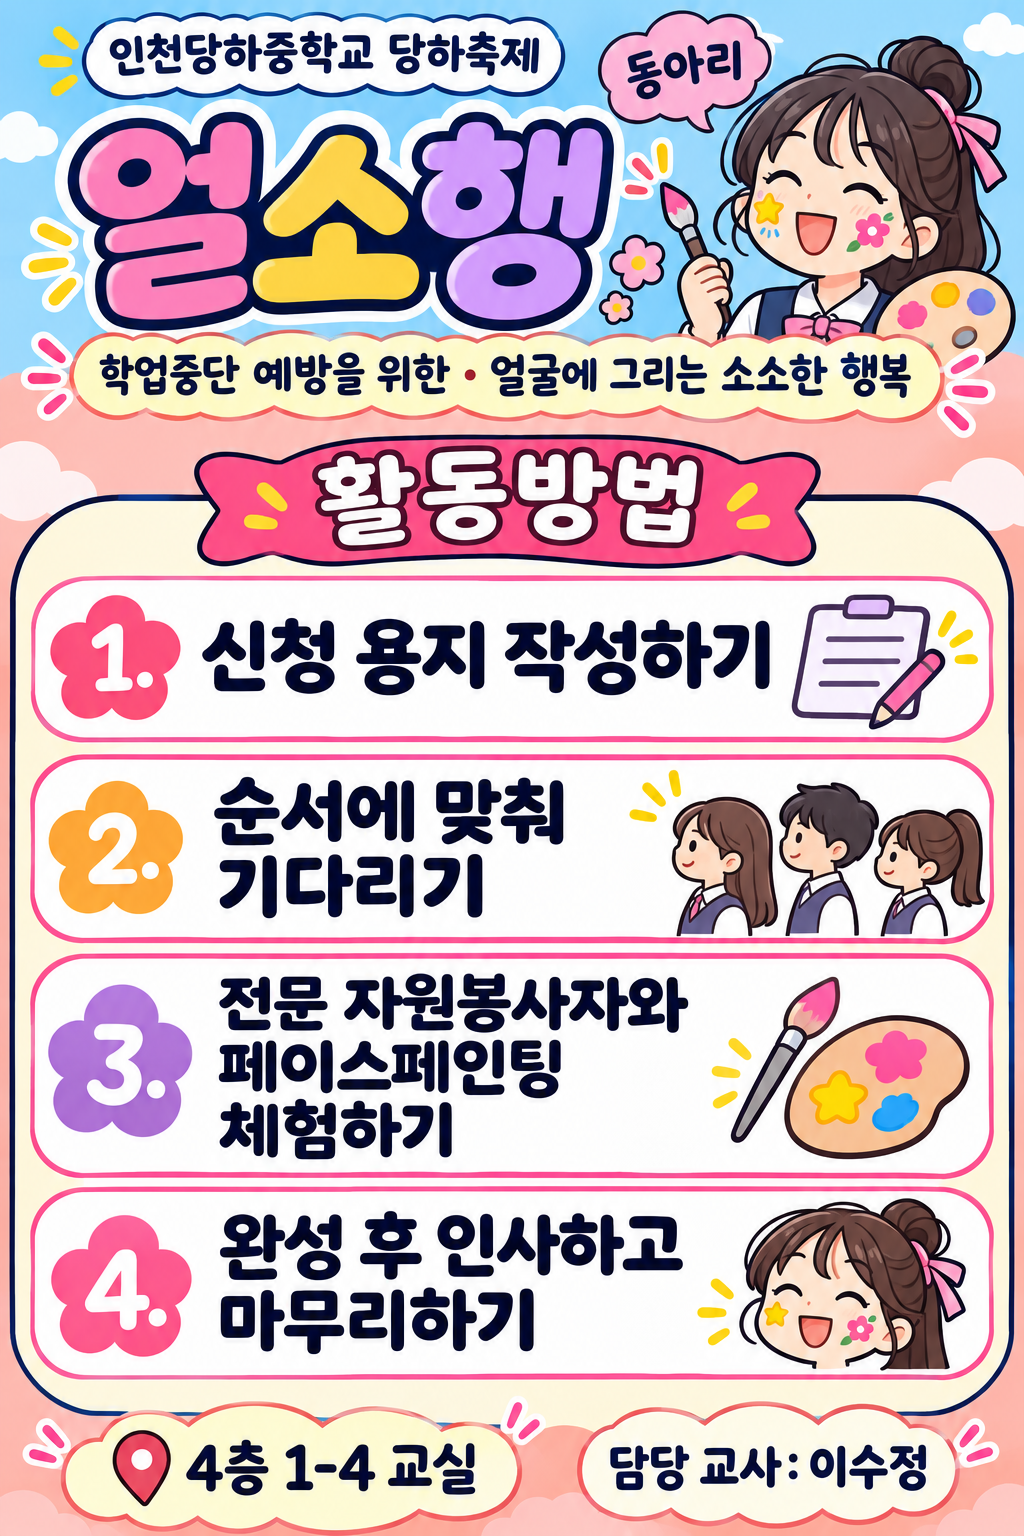 인천당하중학교 당하축제
동아리
얼소행
학업중단 예방을 위한 • 얼굴에 그리는 소소한 행복
활동방법
1. 신청 용지 작성하기
2. 순서에 맞춰
기다리기
3. 전문 자원봉사자와
페이스페인팅
체험하기
4. 완성 후 인사하고
마무리하기
4층 1-4 교실
담당 교사 : 이수정